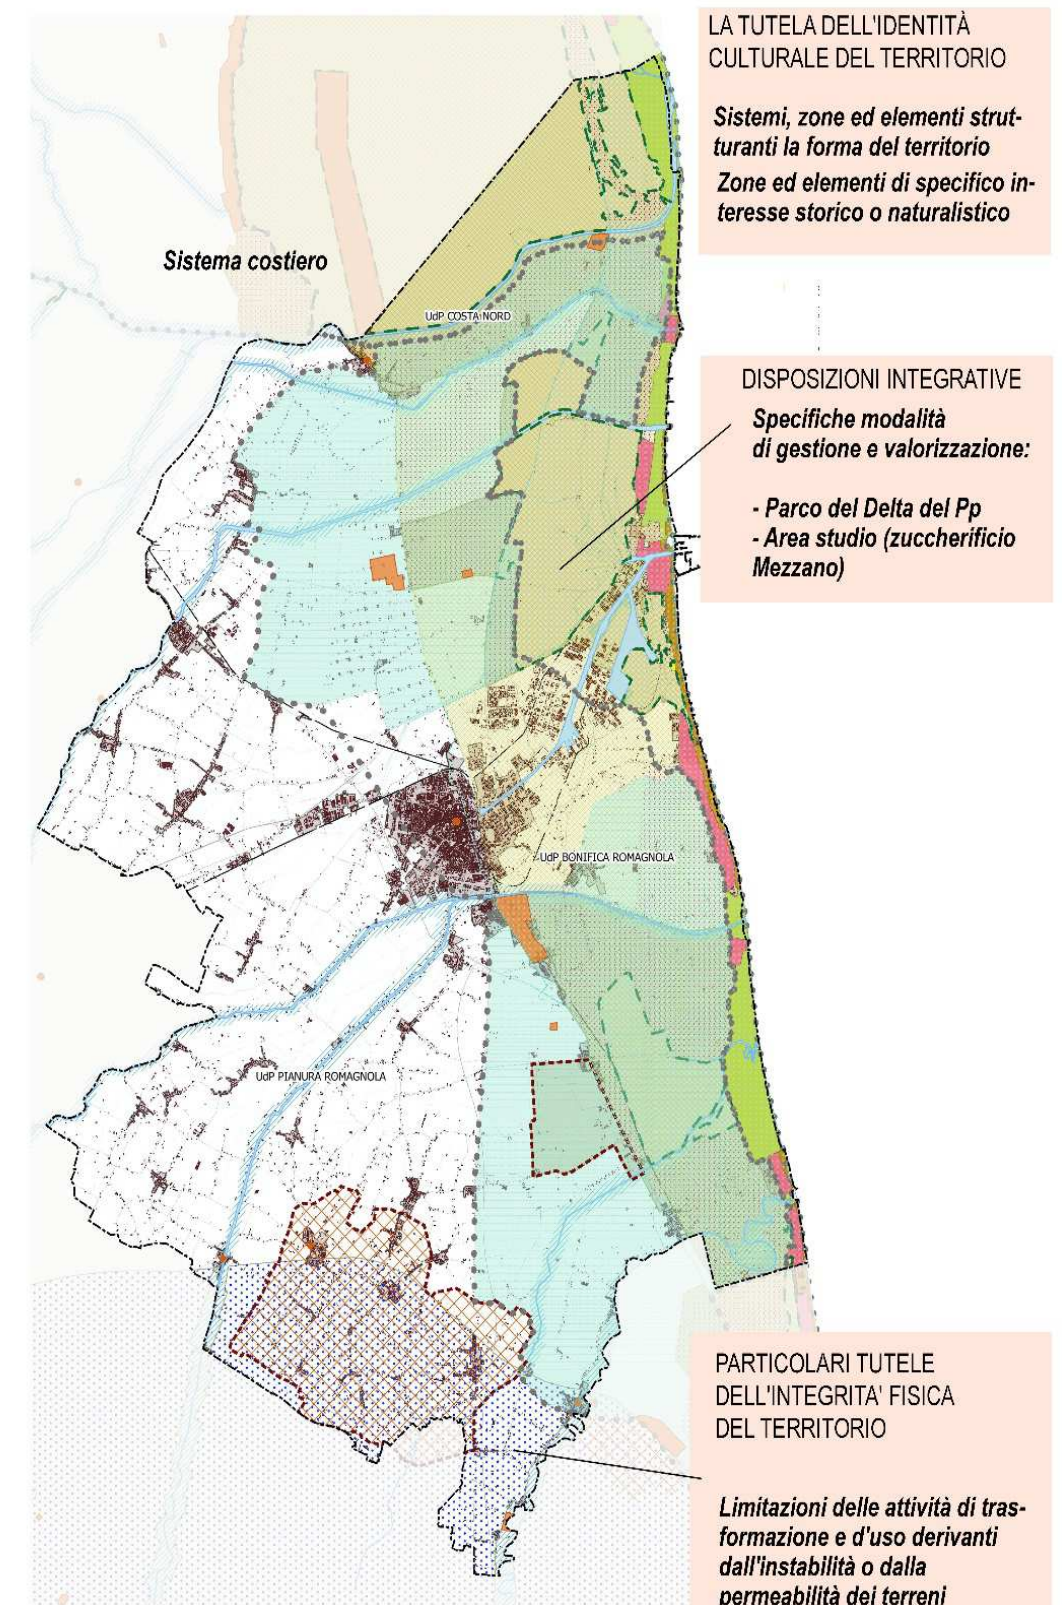 LA TUTELA DELL'IDENTITÀ
CULTURALE DEL TERRITORIO
Sistemi, zone ed elementi strut-
turanti la forma del territorio
Zone ed elementi di specifico in-
teresse storico o naturalistico
Sistema costiero
UdP COSTA NORD
DISPOSIZIONI INTEGRATIVE
Specifiche modalità
di gestione e valorizzazione:
- Parco del Delta del Pp
- Area studio (zuccherificio
Mezzano)
UdP BONIFICA ROMAGNOLA
UdP PIANURA ROMAGNOLA
PARTICOLARI TUTELE
DELL'INTEGRITA' FISICA
DEL TERRITORIO
Limitazioni delle attività di tras-
formazione e d'uso derivanti
dall'instabilità o dalla
permeabilità dei terreni